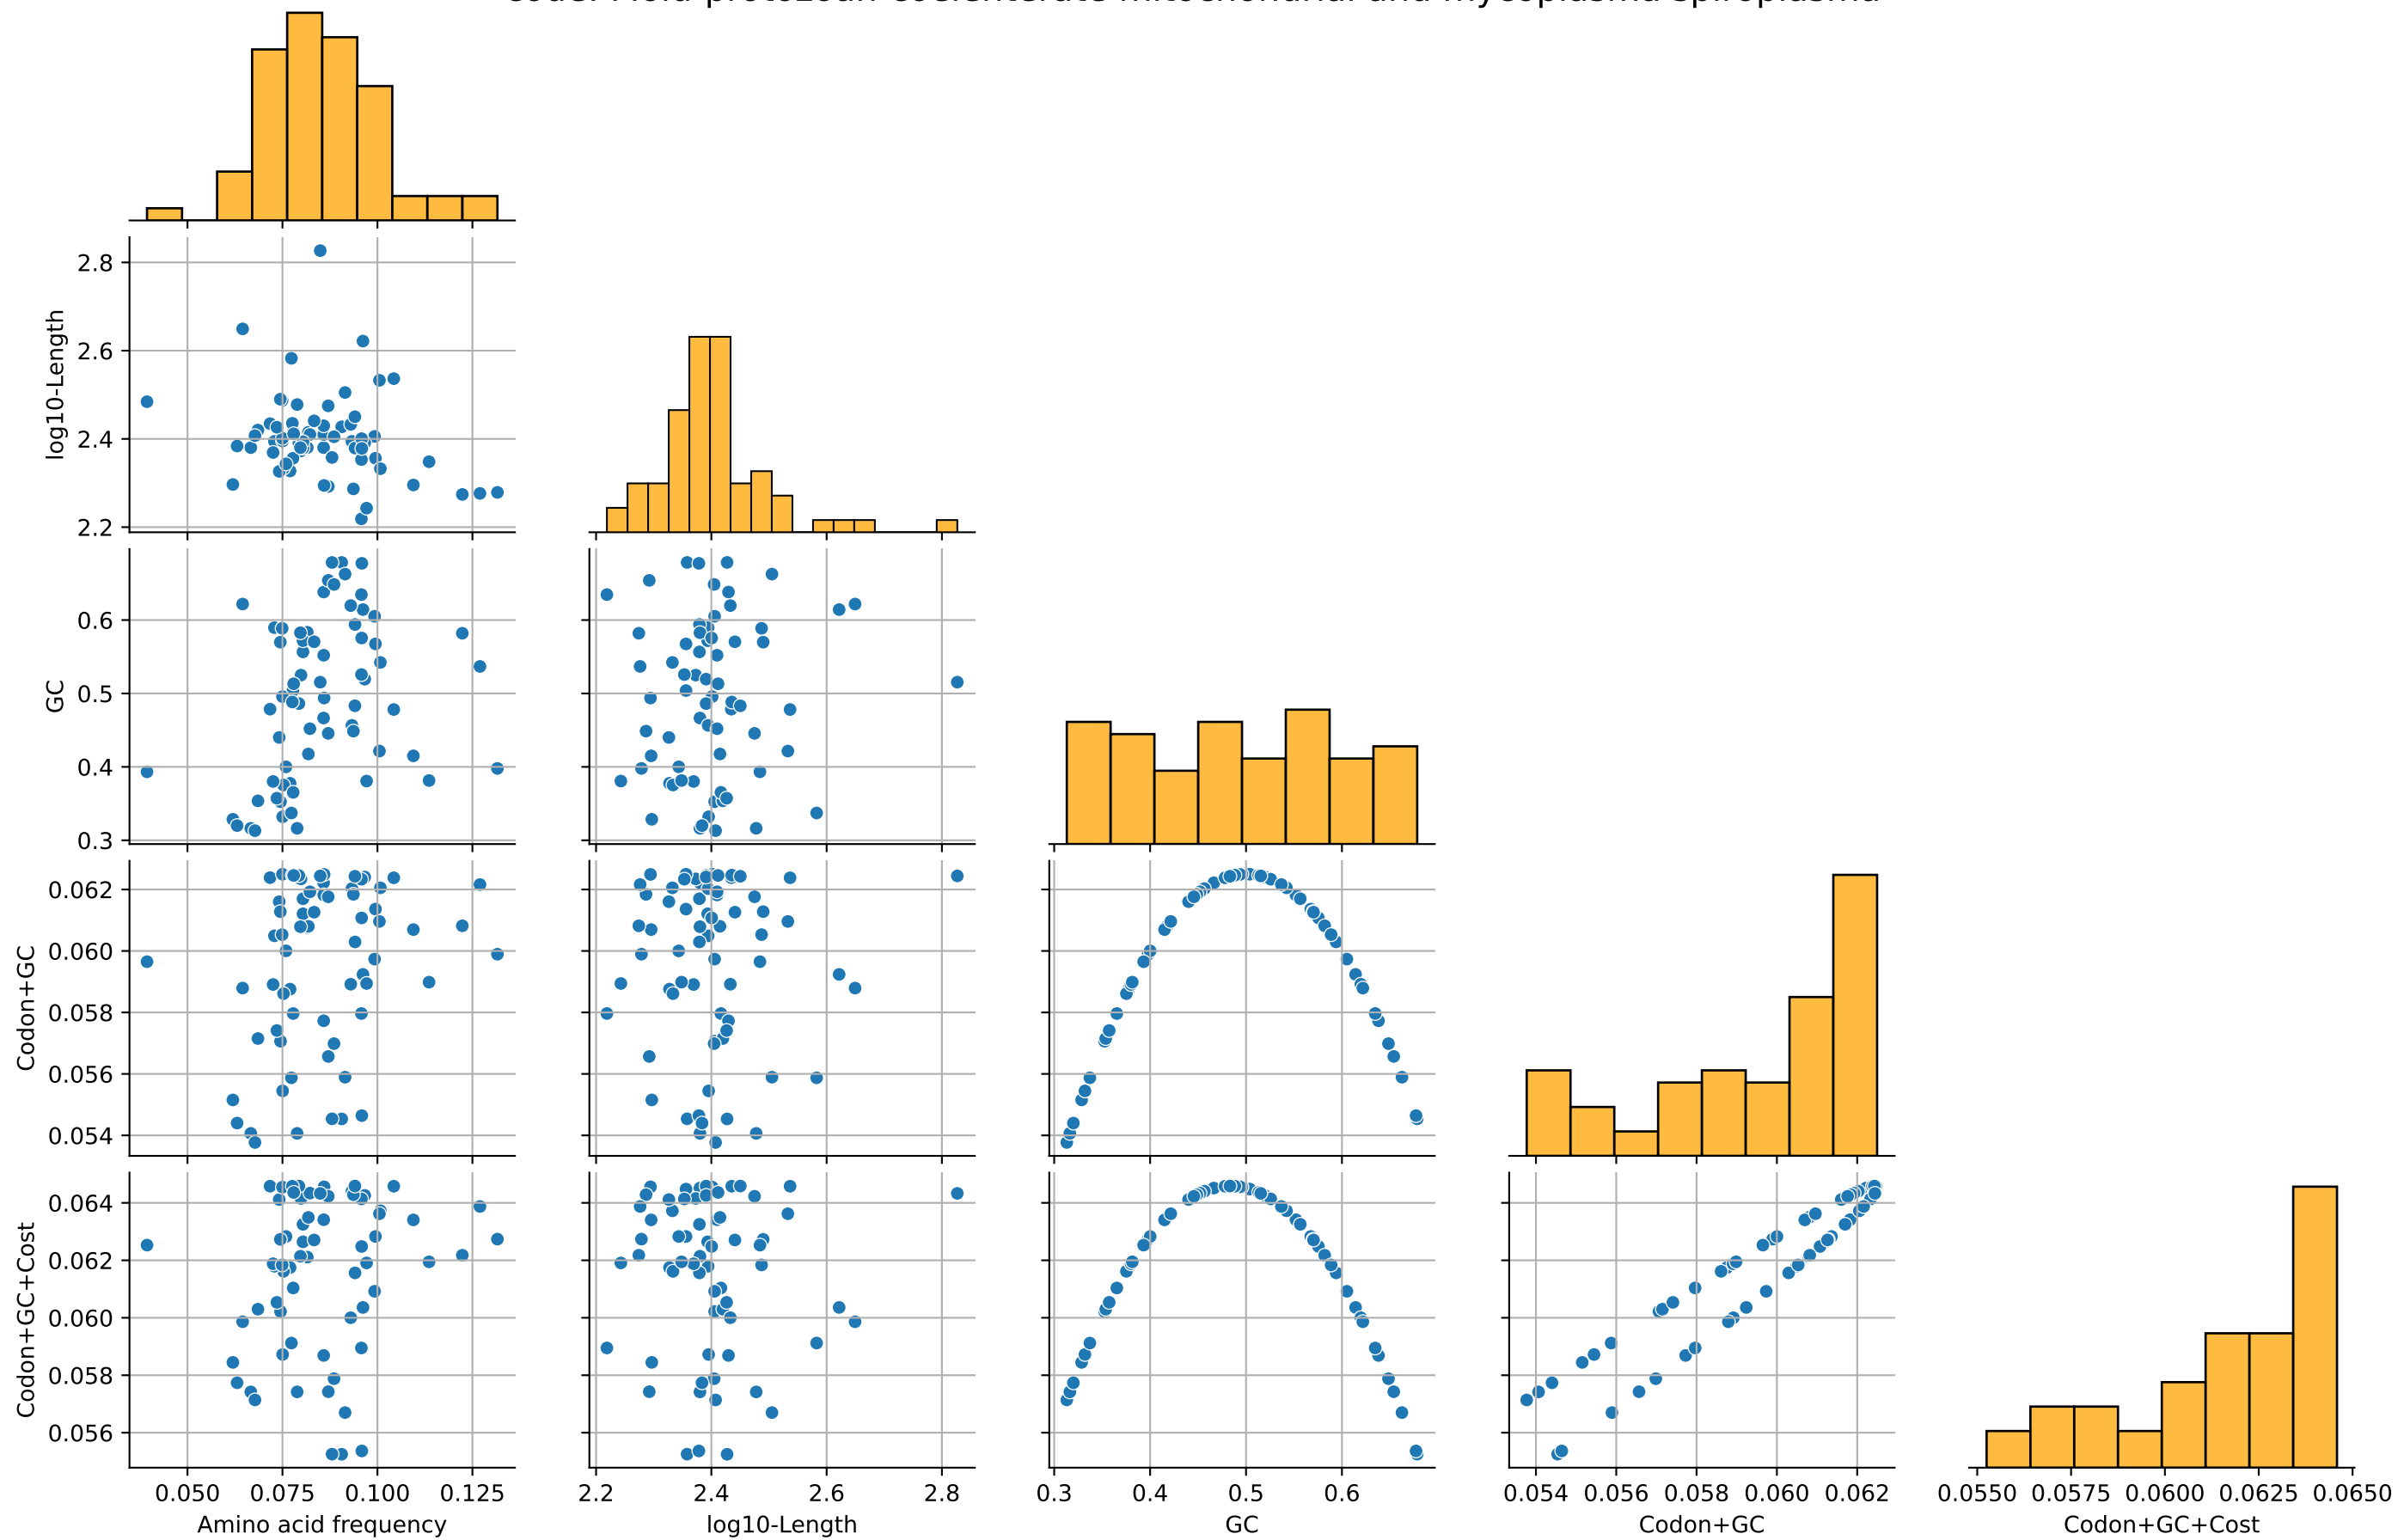 code: Mold-protozoan-coelenterate-mitochondrial-and-mycoplasma-spiroplasma
2.8
2.6
2.4
2.2
log10-Length
0.6
0.5
0.4
0.3
GC
0.062
0.060
0.058
0.056
0.054
Codon+GC
0.064
0.062
0.060
0.058
0.056
Codon+GC+Cost
0.050 0.075 0.100 0.125 2.2 2.4 2.6 2.8 0.3 0.4 0.5 0.6 0.054 0.056 0.058 0.060 0.062 0.0550 0.0575 0.0600 0.0625 0.0650
Amino acid frequency log10-Length GC Codon+GC Codon+GC+Cost